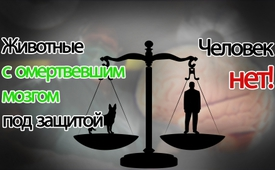 Животные
с омертвевшим
мозгом
под защитой
Человек
нет!